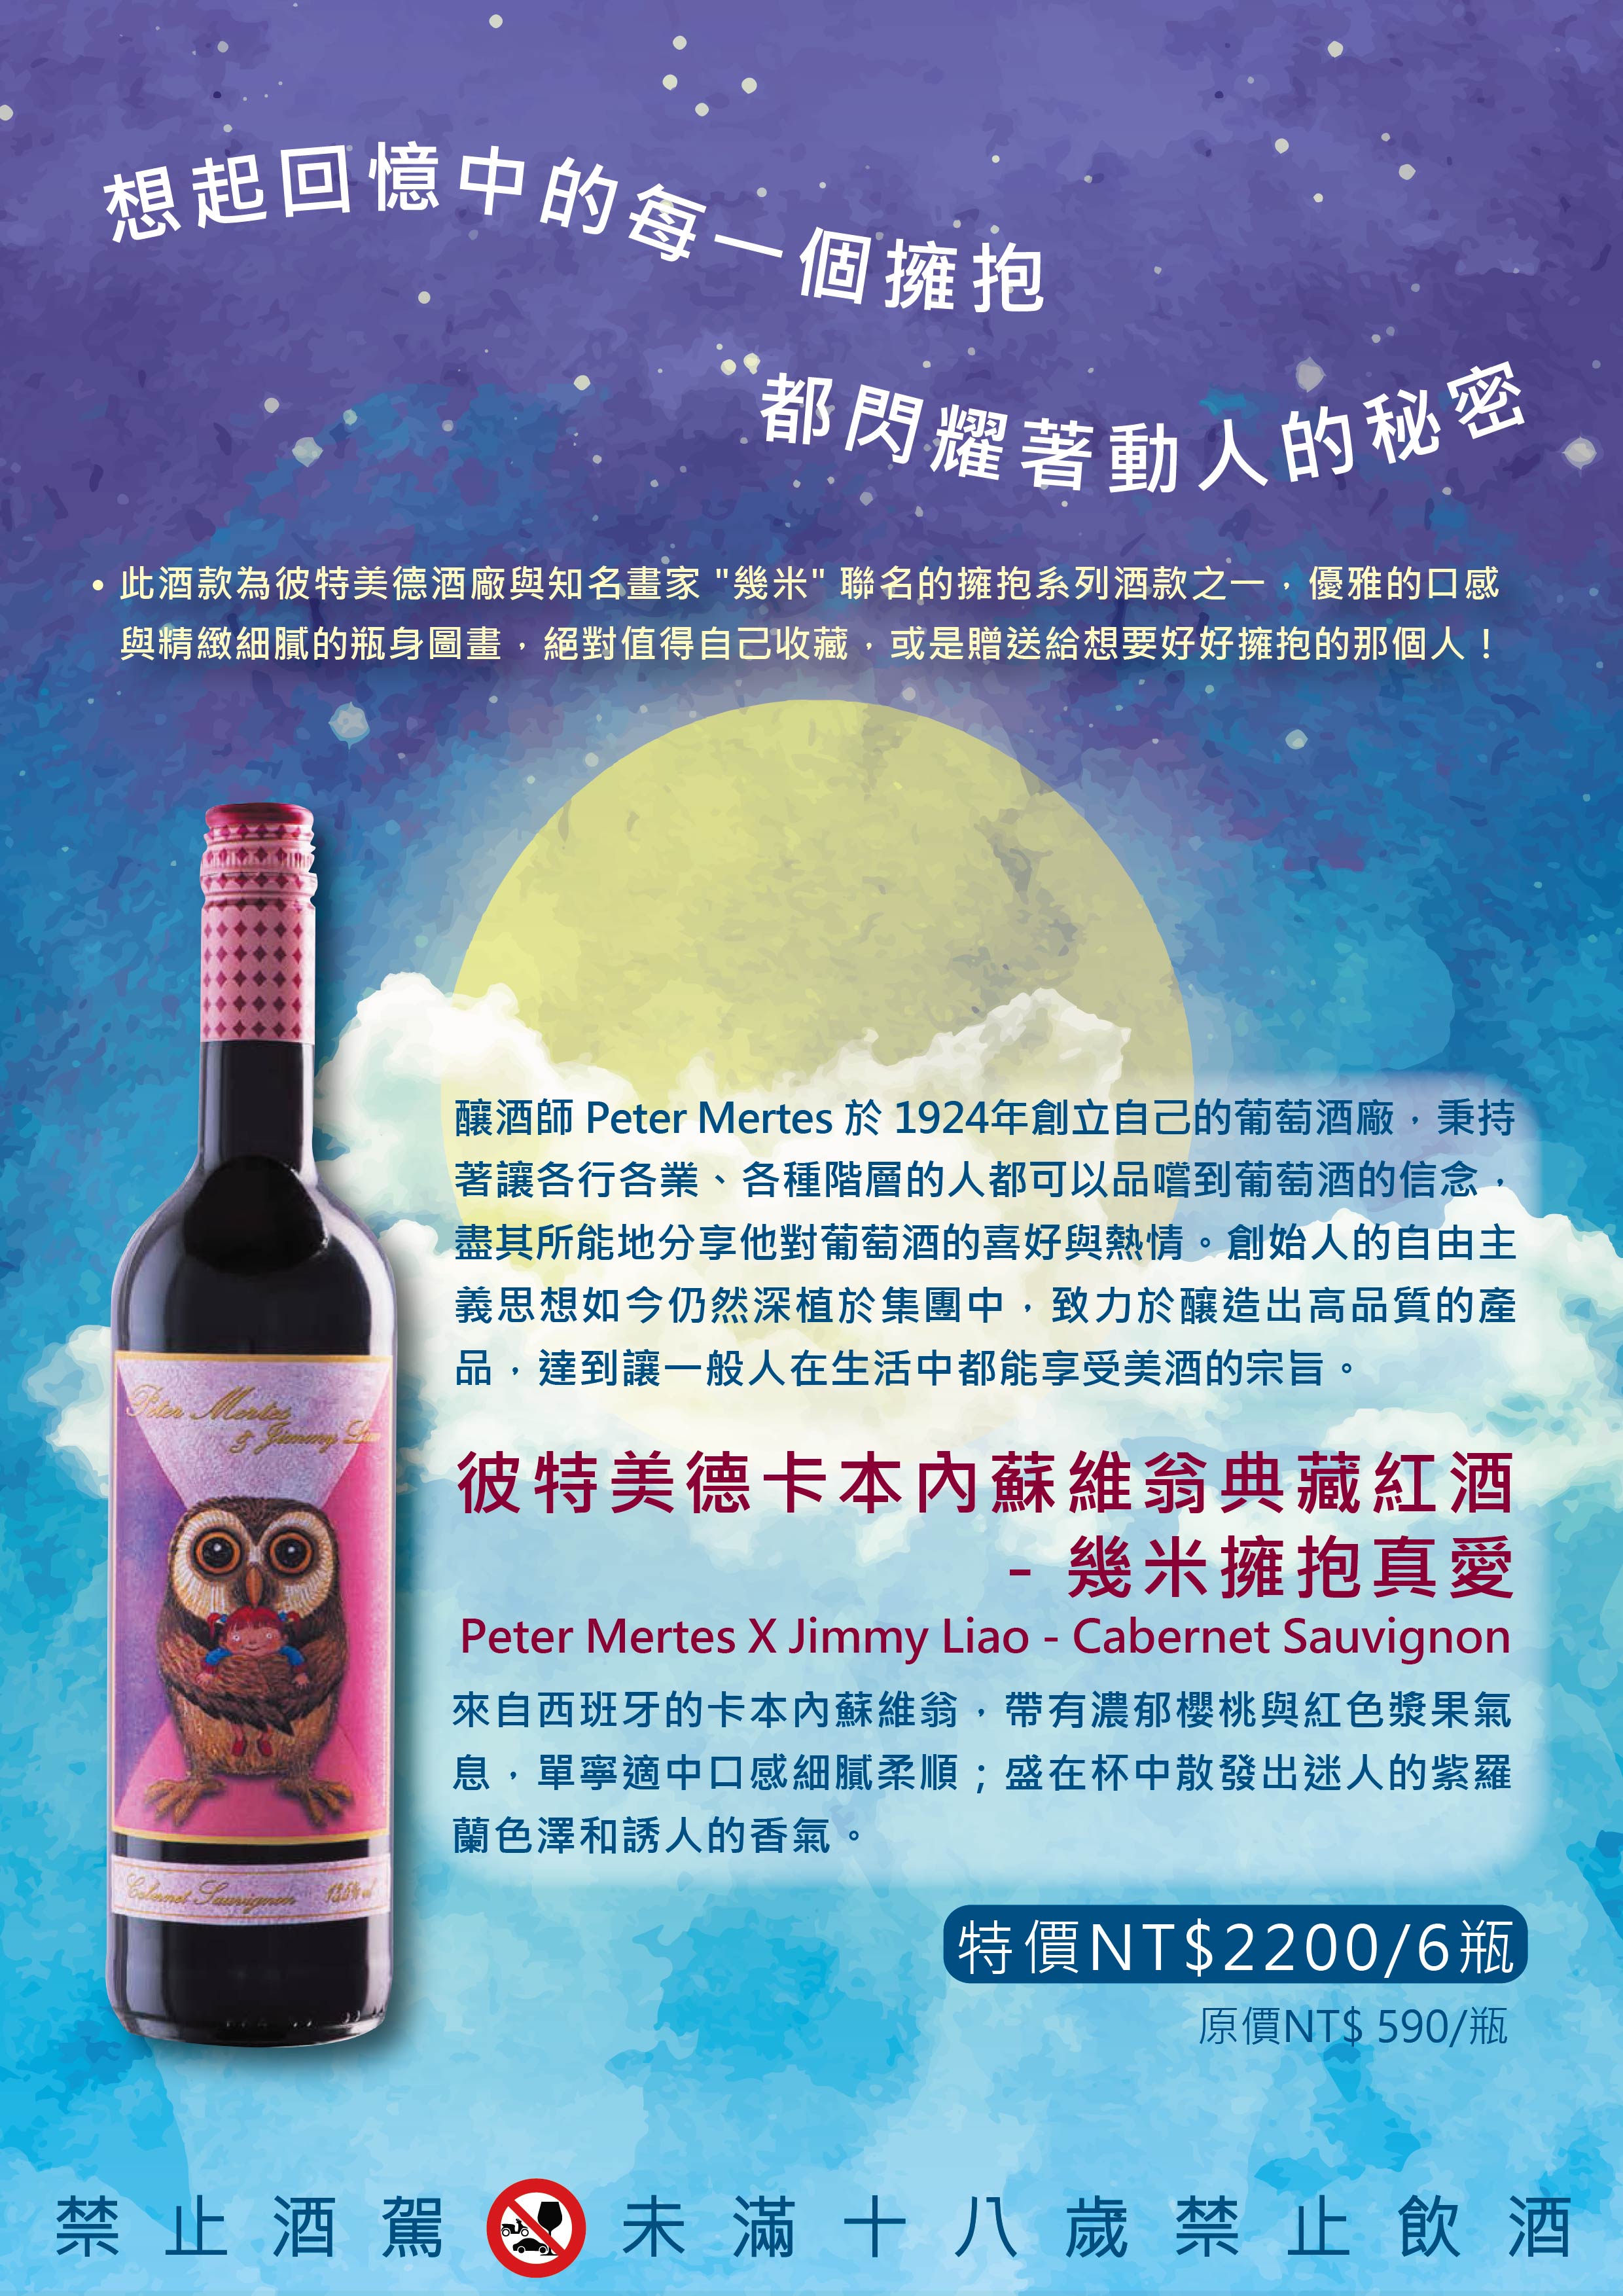 想起回憶中的每一個擁抱
都閃耀著動人的秘密
• 此酒款為彼特美德酒廠與知名畫家 "幾米" 聯名的擁抱系列酒款之一，優雅的口感
與精緻細膩的瓶身圖畫，絕對值得自己收藏，或是贈送給想要好好擁抱的那個人！
釀酒師 Peter Mertes 於 1924年創立自己的葡萄酒廠，秉持
著讓各行各業、各種階層的人都可以品嚐到葡萄酒的信念，
盡其所能地分享他對葡萄酒的喜好與熱情。創始人的自由主
義思想如今仍然深植於集團中，致力於釀造出高品質的產
品，達到讓一般人在生活中都能享受美酒的宗旨。
Peter Mertes
& Jimmy Liao
彼特美德卡本內蘇維翁典藏紅酒
- 幾米擁抱真愛
Peter Mertes X Jimmy Liao - Cabernet Sauvignon
來自西班牙的卡本內蘇維翁，帶有濃郁櫻桃與紅色漿果氣
息，單寧適中口感細膩柔順；盛在杯中散發出迷人的紫羅
蘭色澤和誘人的香氣。
Cabernet Sauvignon 13.5% vol
特價NT$2200/6瓶
原價NT$ 590/瓶
禁止酒駕 未滿十八歲禁止飲酒